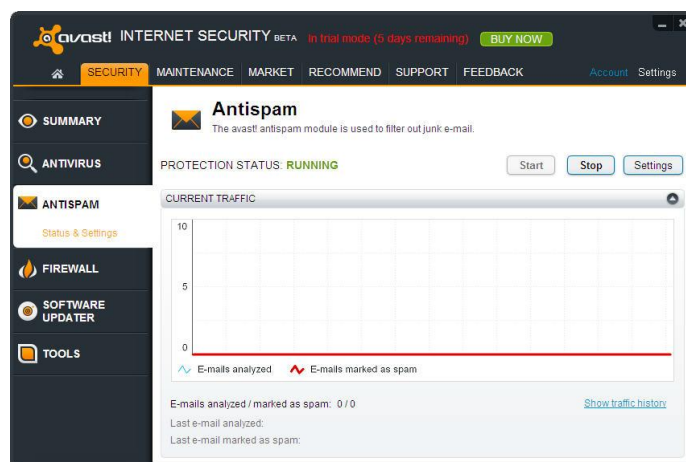 avast! INTERNET SECURITY BETA In trial mode (5 days remaining) BUY NOW
SECURITY MAINTENANCE MARKET RECOMMEND SUPPORT FEEDBACK Account Settings
SUMMARY
ANTIVIRUS
ANTISPAM
Status & Settings
FIREWALL
SOFTWARE
UPDATER
TOOLS
Antispam
The avast! antispam module is used to filter out junk e-mail.
PROTECTION STATUS: RUNNING Start Stop Settings
CURRENT TRAFFIC
10
5
0
E-mails analyzed E-mails marked as spam
E-mails analyzed / marked as spam: 0 / 0 Show traffic history
Last e-mail analyzed:
Last e-mail marked as spam: